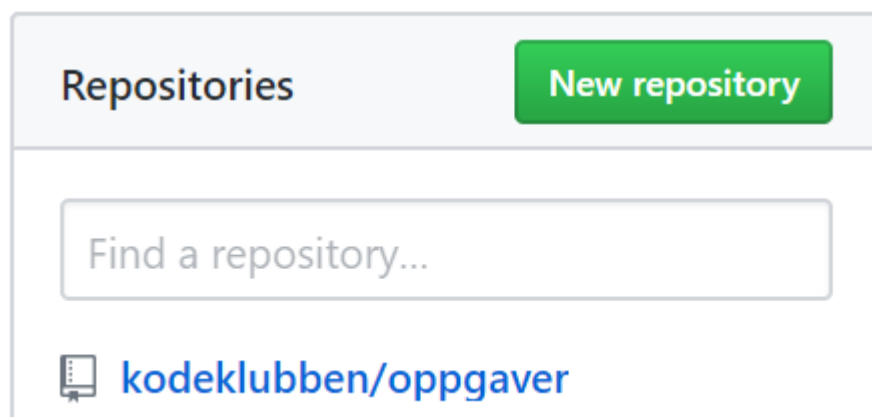 Repositories
New repository
Find a repository...
kodeklubben/oppgaver